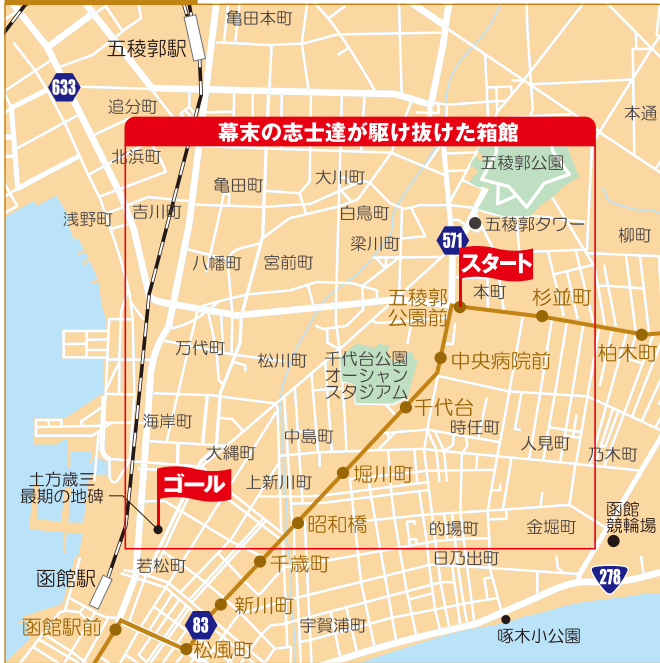 亀田本町
五稜郭駅
633
追分町
本通
幕末の志士達が駆け抜けた箱館
北浜町
五稜郭公園
大川町
亀田町
浅野町
吉川町
白鳥町
五稜郭タワー
柳町
梁川町
571
八幡町
宮前町
スタート
本町
杉並町
五稜郭
公園前
万代町
松川町
千代台公園
オーシャン
スタジアム
中央病院前
柏木町
千代台
海岸町
中島町
時任町
人見町
乃木町
大縄町
土方歳三
最期の地碑
ゴール
上新川町
堀川町
函館
競輪場
昭和橋
的場町
金堀町
若松町
千歳町
日乃出町
函館駅
278
新川町
函館駅前
83
宇賀浦町
啄木小公園
松風町